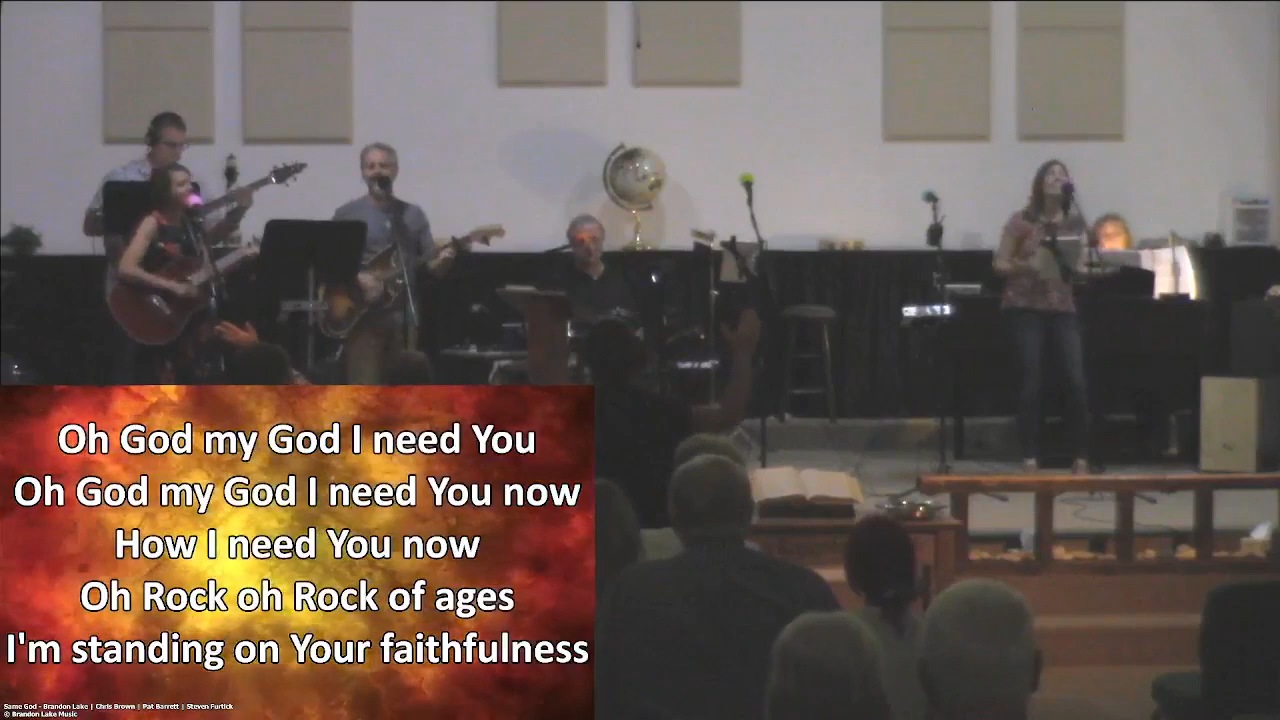 Oh God my God I need You
Oh God my God I need You now
How I need You now
Oh Rock oh Rock of ages
I'm standing on Your faithfulness
Same God - Brandon Lake | Chris Brown | Pat Barrett | Steven Furtick
© Brandon Lake Music